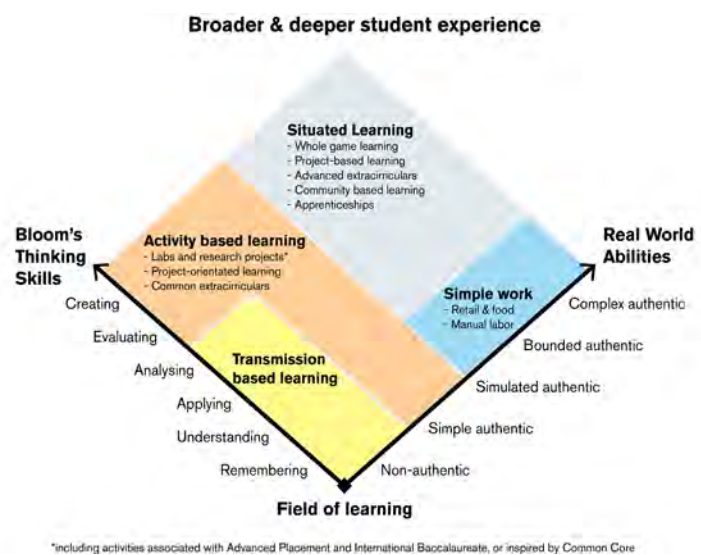 Broader & deeper student experience
Situated Learning
- Whole game learning
- Project-based learning
- Advanced extracirriculars
- Community based learning
- Apprenticeships
Bloom's
Thinking
Skills
Activity based learning
- Labs and research projects*
- Project-orientated learning
- Common extracirriculars
Real World
Abilities
Simple work
- Retail & food
- Manual labor
Creating
Evaluating
Analysing
Applying
Understanding
Remembering
Transmission
based learning
Complex authentic
Bounded authentic
Simulated authentic
Simple authentic
Non-authentic
Field of learning
*including activities associated with Advanced Placement and International Baccalaureate, or inspired by Common Core